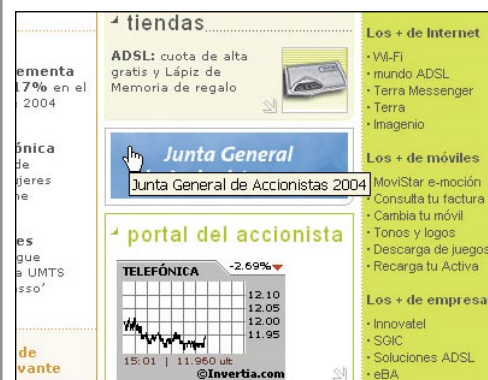 ementa
17% en el
2004
ónica
de
ujeres
ne
es
gue
a UMTS
sso'
de
vante
tiendas
ADSL: cuota de alta
gratis y Lápiz de
Memoria de regalo
Junta General
Junta General de Accionistas 2004
portal del accionista
TELEFÓNICA -2.69%
12.10
12.05
12.00
11.95
15:01 | 11.960 ult
©Invertia.com
Los + de Internet
· Wi-Fi
· mundo ADSL
· Terra Messenger
· Terra
· Imagenio
Los + de móviles
MoviStar e-moción
· Consulta tu factura
· Cambia tu móvil
· Tonos y logos
· Descarga de juegos
· Recarga tu Activa
Los + de empresa
· Innovatel
· SGIC
· Soluciones ADSL
· eBA